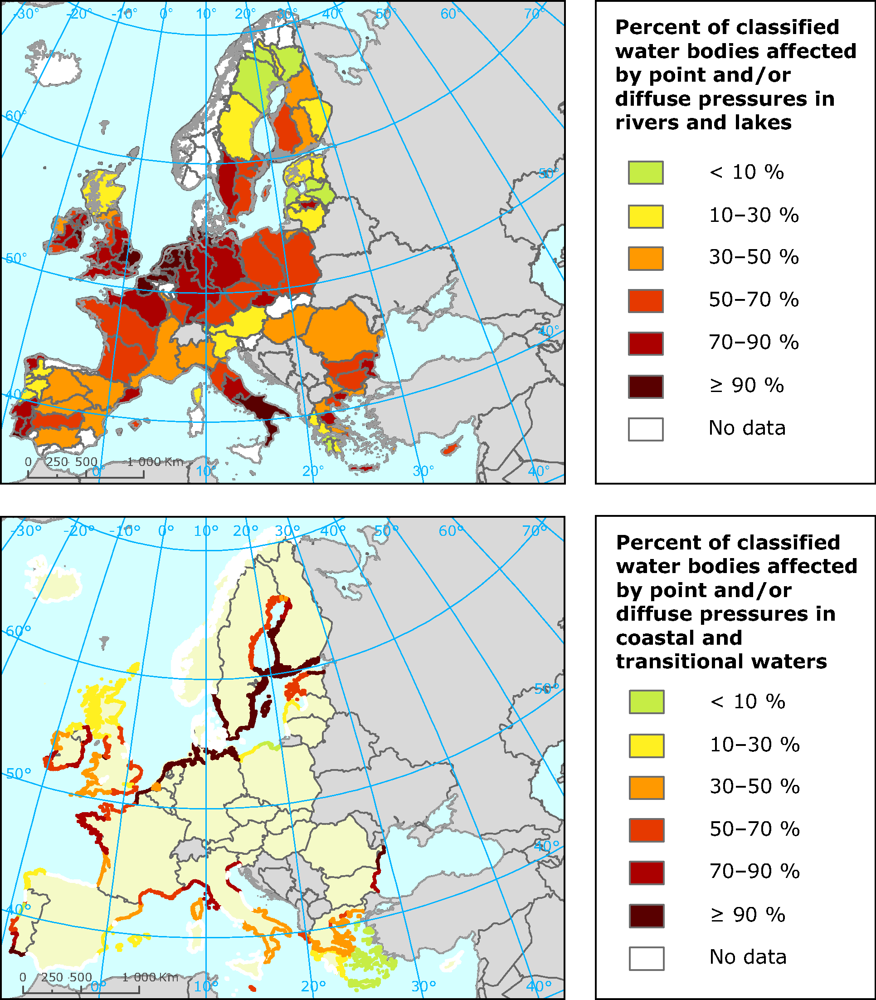 -30° -20° -10° 0° 10° 20° 30° 40° 50° 60° 70°
60°
50°
50°
40°
40°
0 250 500 1 000 Km
0° 10° 20° 30° 40°
Percent of classified
water bodies affected
by point and/or
diffuse pressures in
rivers and lakes
< 10 %
10–30 %
30–50 %
50–70 %
70–90 %
≥ 90 %
No data
-30° -20° -10° 0° 10° 20° 30° 40° 50° 60° 70°
60°
50°
50°
40°
40°
0 250 500 1 000 Km
0° 10° 20° 30° 40°
Percent of classified
water bodies affected
by point and/or
diffuse pressures in
coastal and
transitional waters
< 10 %
10–30 %
30–50 %
50–70 %
70–90 %
≥ 90 %
No data